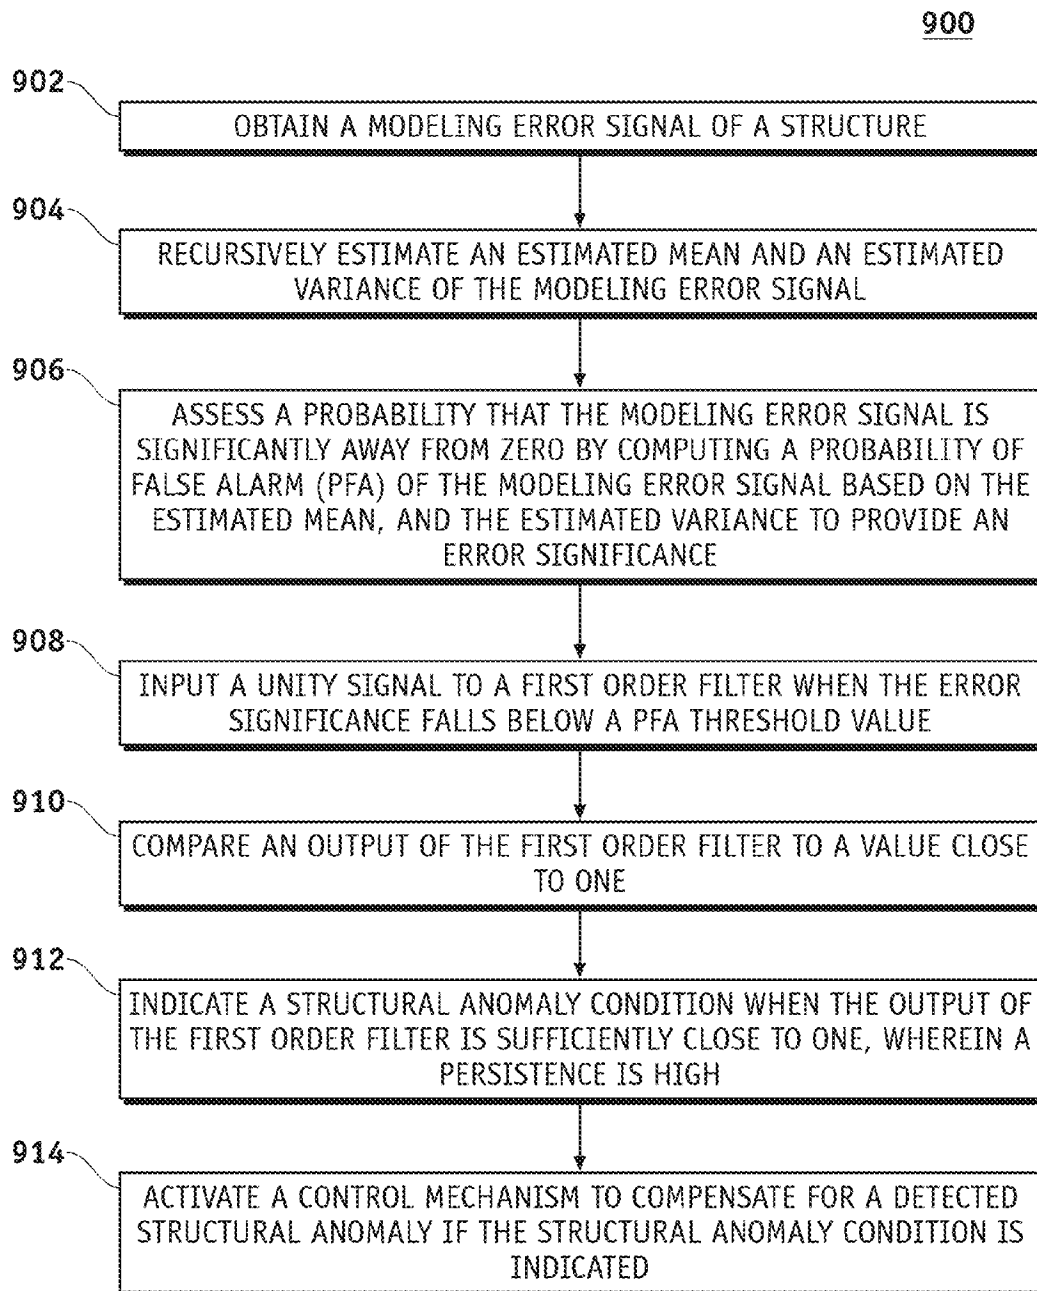 900
902
OBTAIN A MODELING ERROR SIGNAL OF A STRUCTURE
904
RECURSIVELY ESTIMATE AN ESTIMATED MEAN AND AN ESTIMATED
VARIANCE OF THE MODELING ERROR SIGNAL
906
ASSESS A PROBABILITY THAT THE MODELING ERROR SIGNAL IS
SIGNIFICANTLY AWAY FROM ZERO BY COMPUTING A PROBABILITY OF
FALSE ALARM (PFA) OF THE MODELING ERROR SIGNAL BASED ON THE
ESTIMATED MEAN, AND THE ESTIMATED VARIANCE TO PROVIDE AN
ERROR SIGNIFICANCE
908
INPUT A UNITY SIGNAL TO A FIRST ORDER FILTER WHEN THE ERROR
SIGNIFICANCE FALLS BELOW A PFA THRESHOLD VALUE
910
COMPARE AN OUTPUT OF THE FIRST ORDER FILTER TO A VALUE CLOSE
TO ONE
912
INDICATE A STRUCTURAL ANOMALY CONDITION WHEN THE OUTPUT OF
THE FIRST ORDER FILTER IS SUFFICIENTLY CLOSE TO ONE, WHEREIN A
PERSISTENCE IS HIGH
914
ACTIVATE A CONTROL MECHANISM TO COMPENSATE FOR A DETECTED
STRUCTURAL ANOMALY IF THE STRUCTURAL ANOMALY CONDITION IS
INDICATED